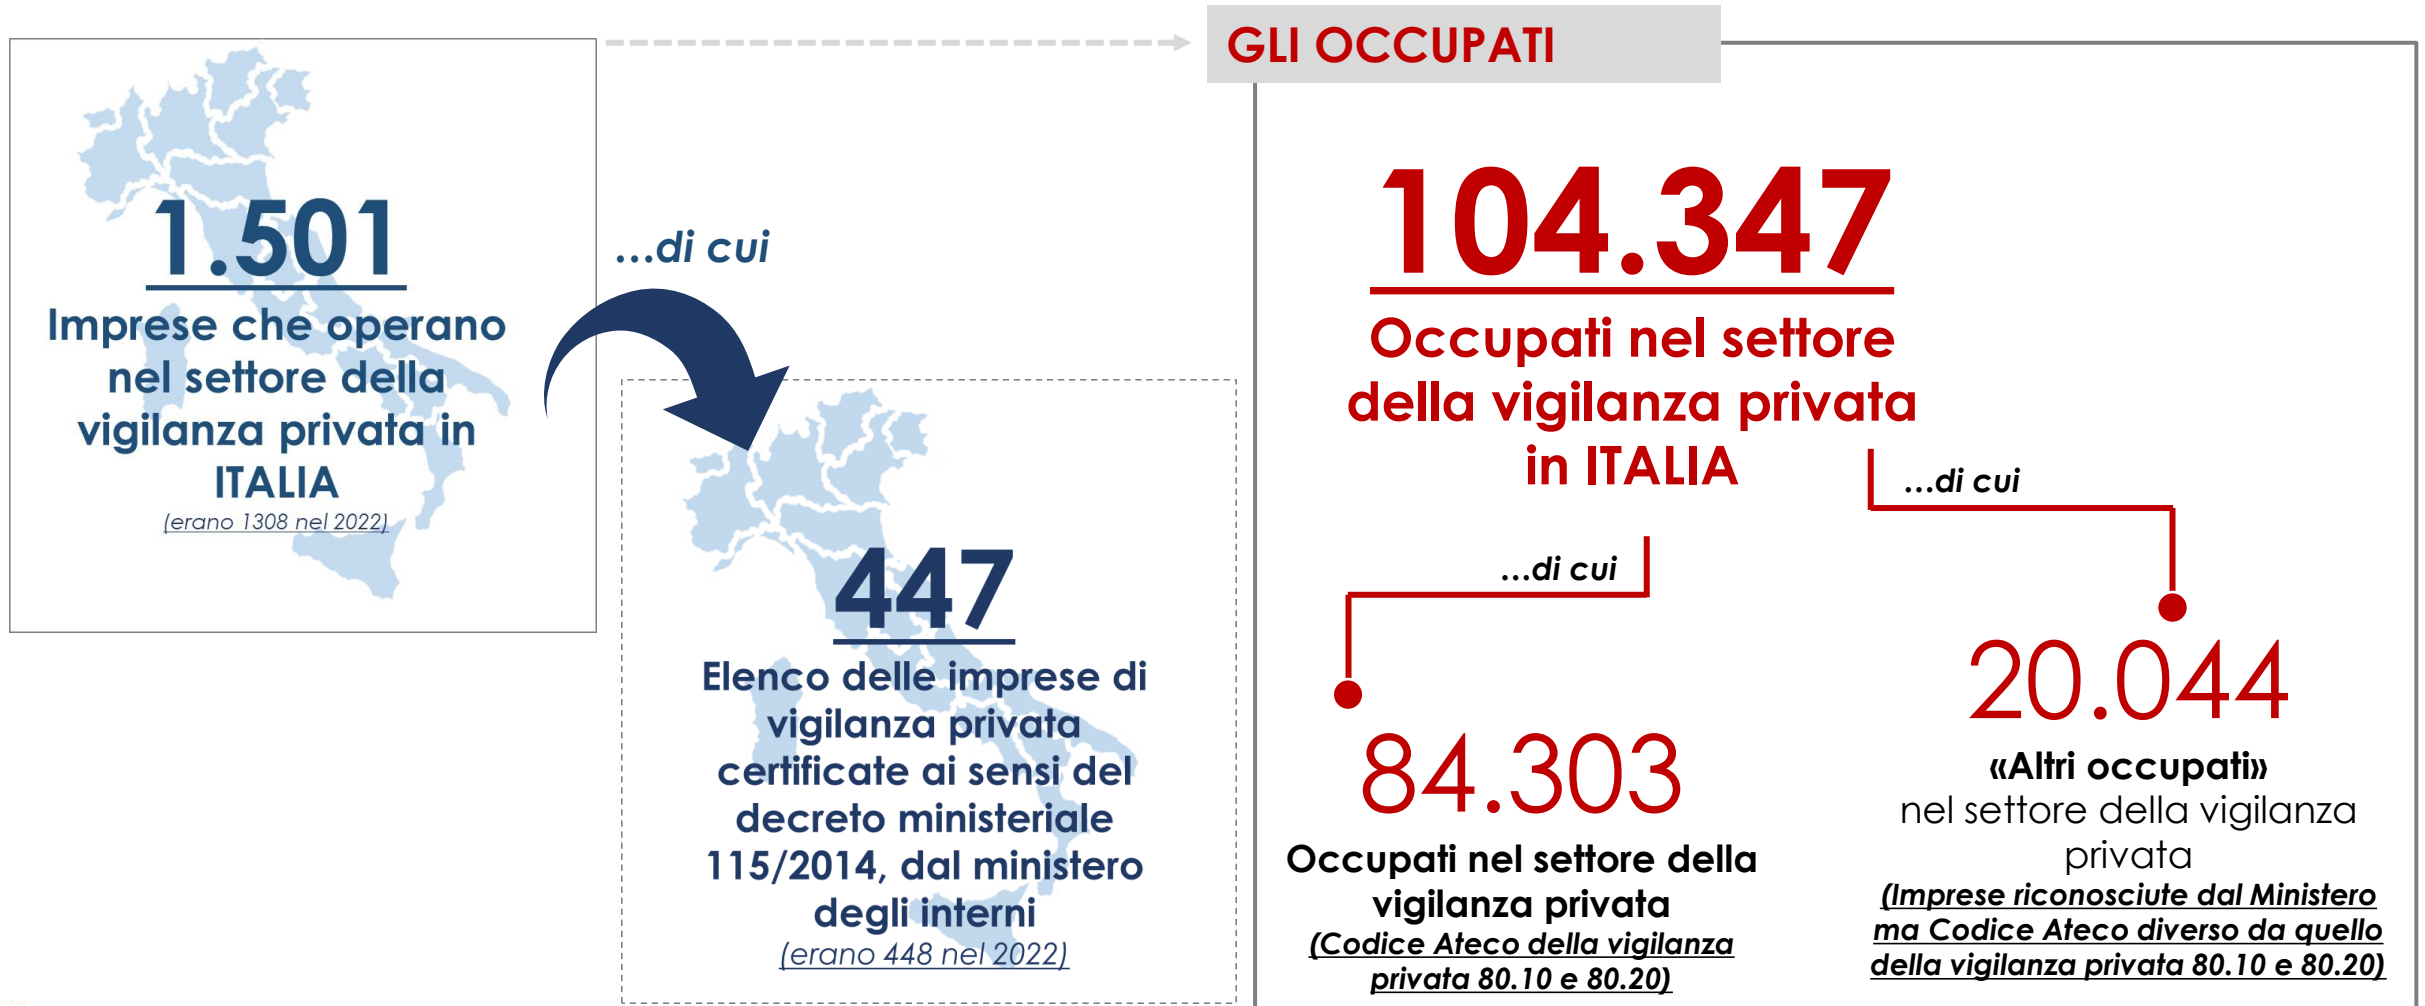 1.501
Imprese che operano
nel settore della
vigilanza privata in
ITALIA
(erano 1308 nel 2022)
...di cui
447
Elenco delle imprese di
vigilanza privata
certificate ai sensi del
decreto ministeriale
115/2014, dal ministero
degli interni
(erano 448 nel 2022)
GLI OCCUPATI
104.347
Occupati nel settore
della vigilanza privata
in ITALIA
...di cui
84.303
Occupati nel settore della
vigilanza privata
(Codice Ateco della vigilanza
privata 80.10 e 80.20)
...di cui
20.044
«Altri occupati»
nel settore della vigilanza
privata
(Imprese riconosciute dal Ministero
ma Codice Ateco diverso da quello
della vigilanza privata 80.10 e 80.20)